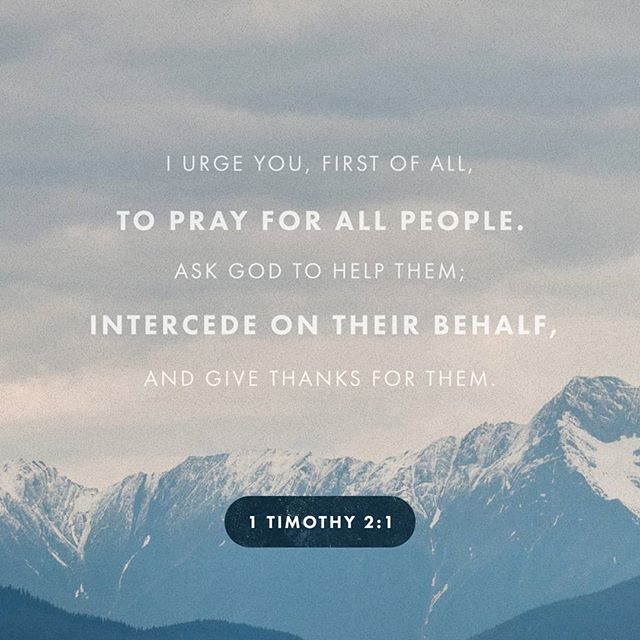 I URGE YOU, FIRST OF ALL,
TO PRAY FOR ALL PEOPLE.
ASK GOD TO HELP THEM;
INTERCEDE ON THEIR BEHALF,
AND GIVE THANKS FOR THEM.
1 TIMOTHY 2:1